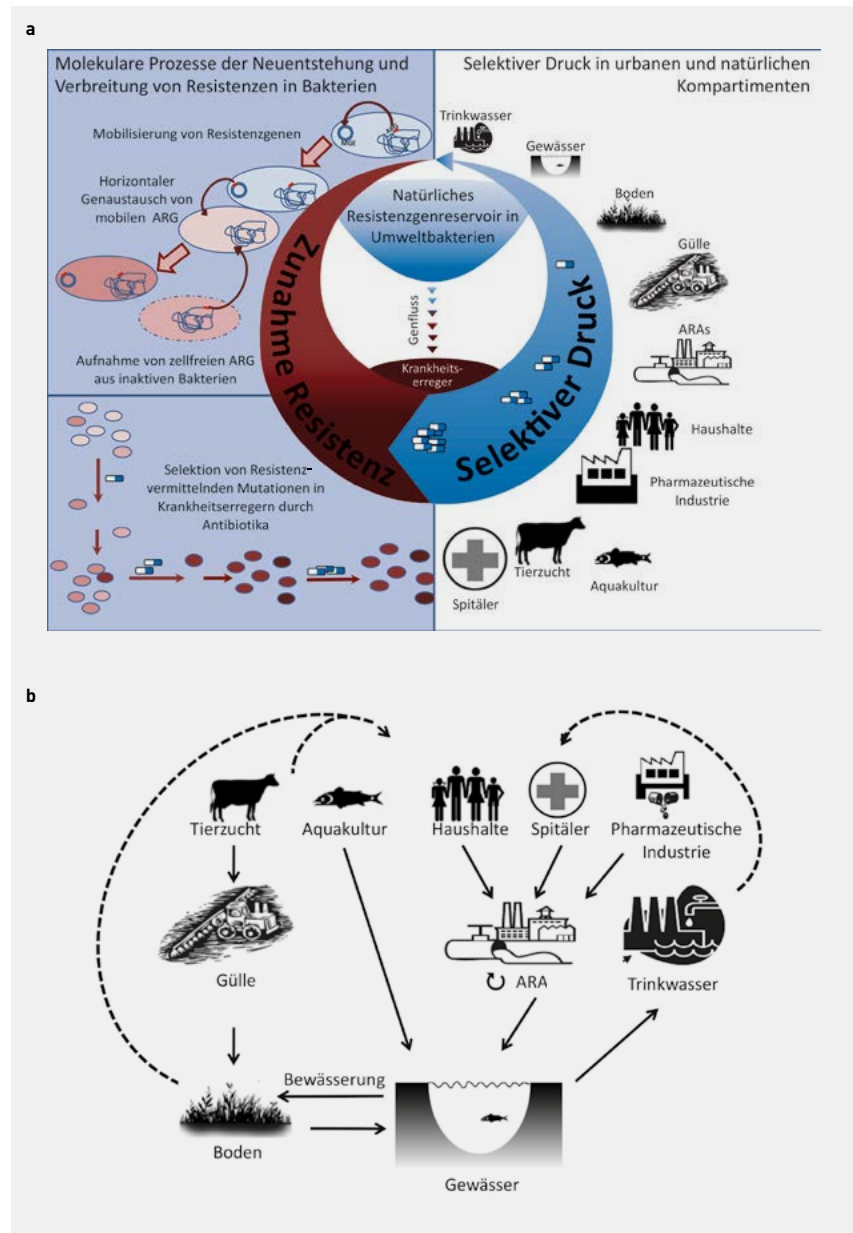 a
Molekulare Prozesse der Neuentstehung und
Verbreitung von Resistenzen in Bakterien
Selektiver Druck in urbanen und natürlichen
Kompartimenten
Mobilisierung von Resistenzgenen
MGE
Horizontaler
Genaustausch von
mobilen ARG
Aufnahme von zellfreien ARG
aus inaktiven Bakterien
Selektion von Resistenz-
vermittelnden Mutationen in
Krankheitserregern durch
Antibiotika
Zunahme Resistenz
Natürliches
Resistenzgenreservoir in
Umweltbakterien
Genfluss
Krankheits-
erreger
Selektiver Druck
Trinkwasser
Gewässer
Boden
Gülle
ARAs
Haushalte
Pharmazeutische
Industrie
Tierzucht
Aquakultur
Spitäler
b
Tierzucht
Aquakultur
Haushalte
Spitäler
Pharmazeutische
Industrie
Gülle
ARA
Trinkwasser
Bewässerung
Boden
Gewässer